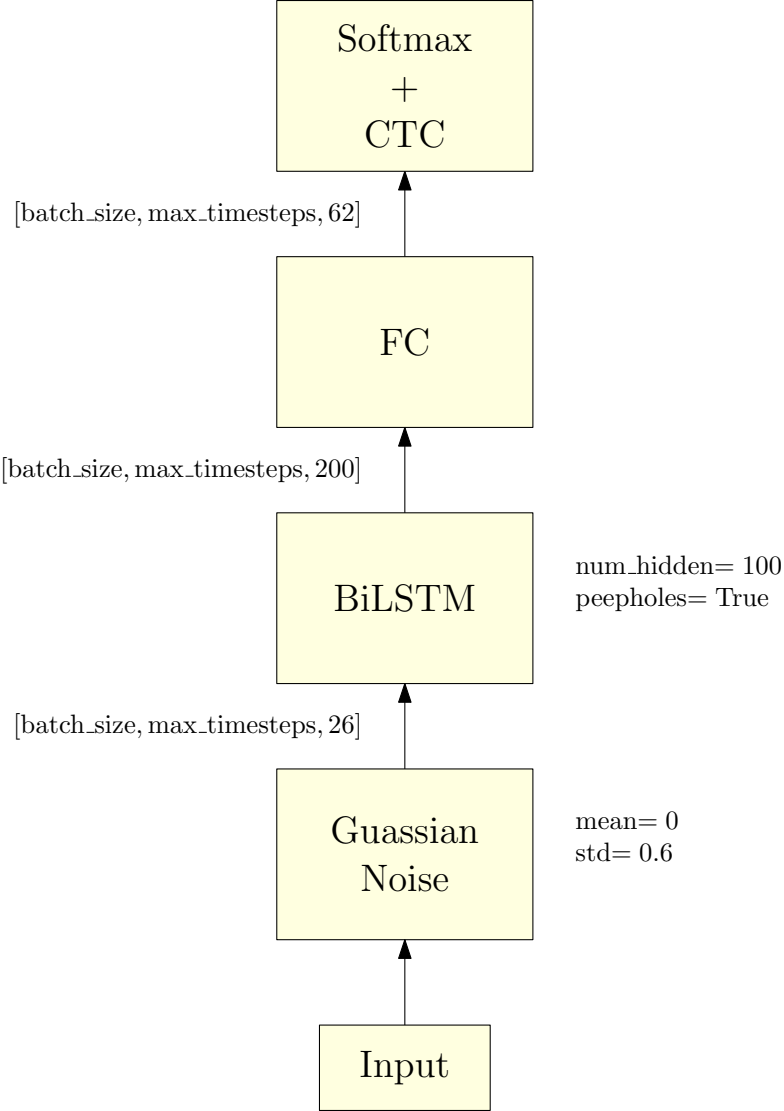 Softmax
+
CTC
[batch_size, max_timesteps, 62]
FC
[batch_size, max_timesteps, 200]
BiLSTM
num_hidden= 100
peepholes= True
[batch_size, max_timesteps, 26]
Guassian
Noise
mean= 0
std= 0.6
Input